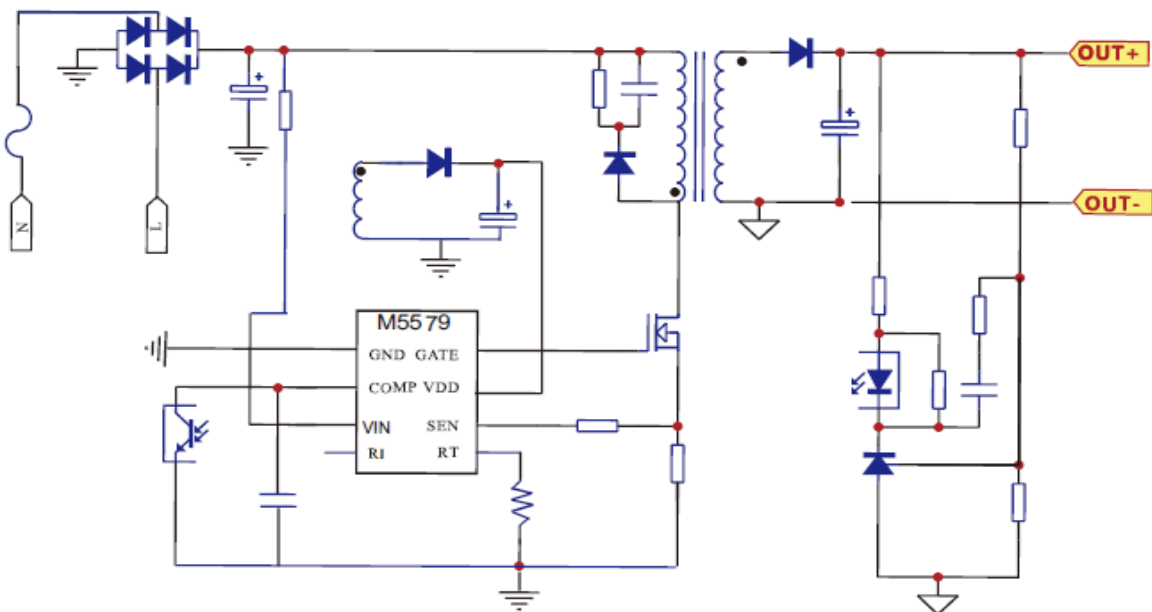 OUT+
OUT-
N
L
M5579
GND GATE
COMP VDD
VIN SEN
RI RT
+
+
+